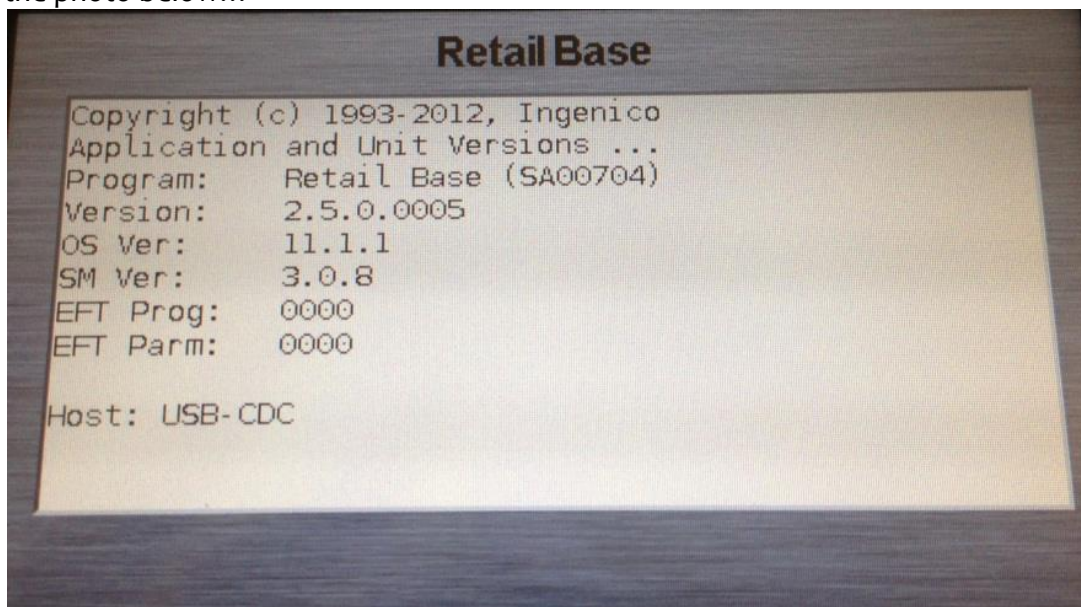 Retail Base
Copyright (c) 1993-2012, Ingenico
Application and Unit Versions ...
Program: Retail Base (SA00704)
Version: 2.5.0.0005
OS Ver: 11.1.1
SM Ver: 3.0.8
EFT Prog: 0000
EFT Parm: 0000
Host: USB-CDC